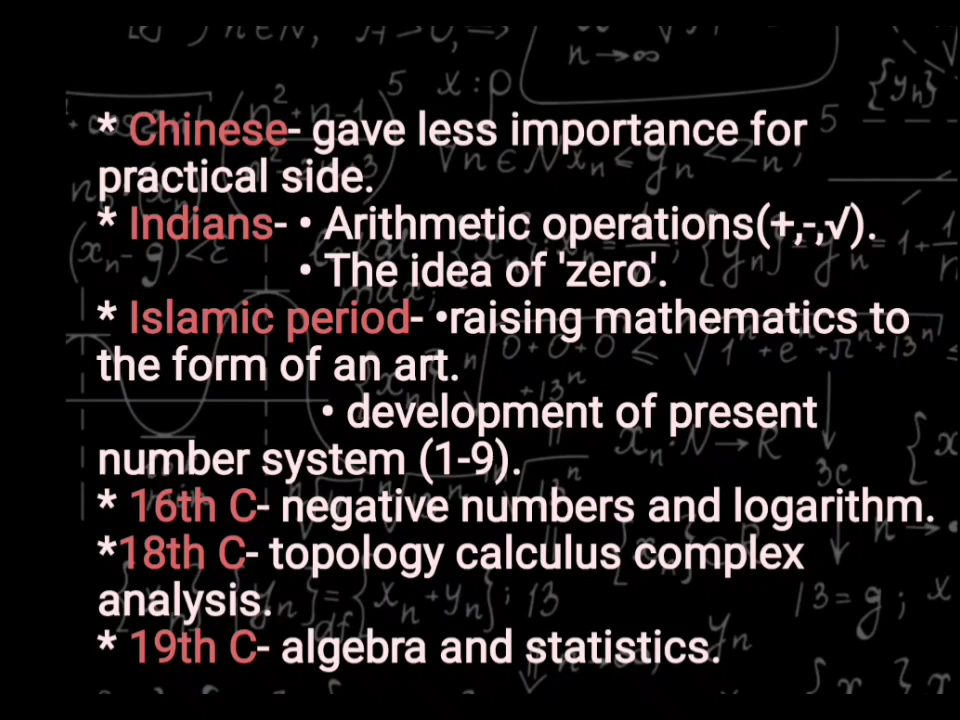 * Chinese- gave less importance for
practical side.
* Indians- • Arithmetic operations(+,-,√).
• The idea of 'zero'.
* Islamic period- •raising mathematics to
the form of an art.
• development of present
number system (1-9).
* 16th C- negative numbers and logarithm.
*18th C- topology calculus complex
analysis.
* 19th C- algebra and statistics.